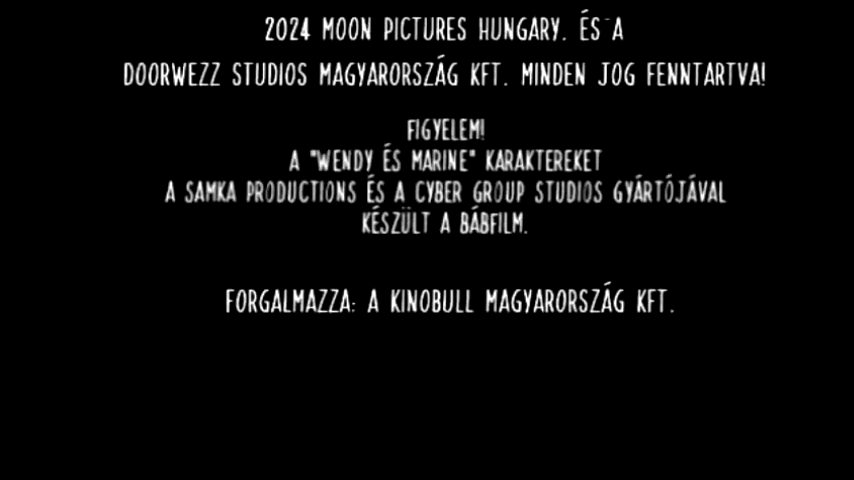 2024 MOON PICTURES HUNGARY. ÉS A
DOORWEZZ STUDIOS MAGYARORSZÁG KFT. MINDEN JOG FENNTARTVA!
FIGYELEM!
A "WENDY ÉS MARINE" KARAKTEREKET
A SAMKA PRODUCTIONS ÉS A CYBER GROUP STUDIOS GYÁRTÓJÁVAL
KÉSZÜLT A BÁBFILM.
FORGALMAZZA: A KINOBULL MAGYARORSZÁG KFT.